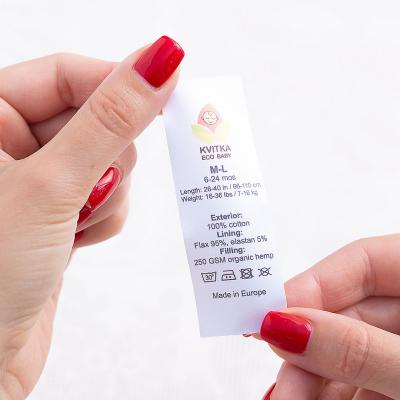 KVITKA
ECO BABY
M-L
6-24 mos
Length: 26-40 in / 66-110 cm
Weight: 16-36 lbs / 7-16 kg
Exterior:
100% cotton
Lining:
Flax 95%, elastan 5%
Filling:
250 GSM organic hemp
30°
Made in Europe